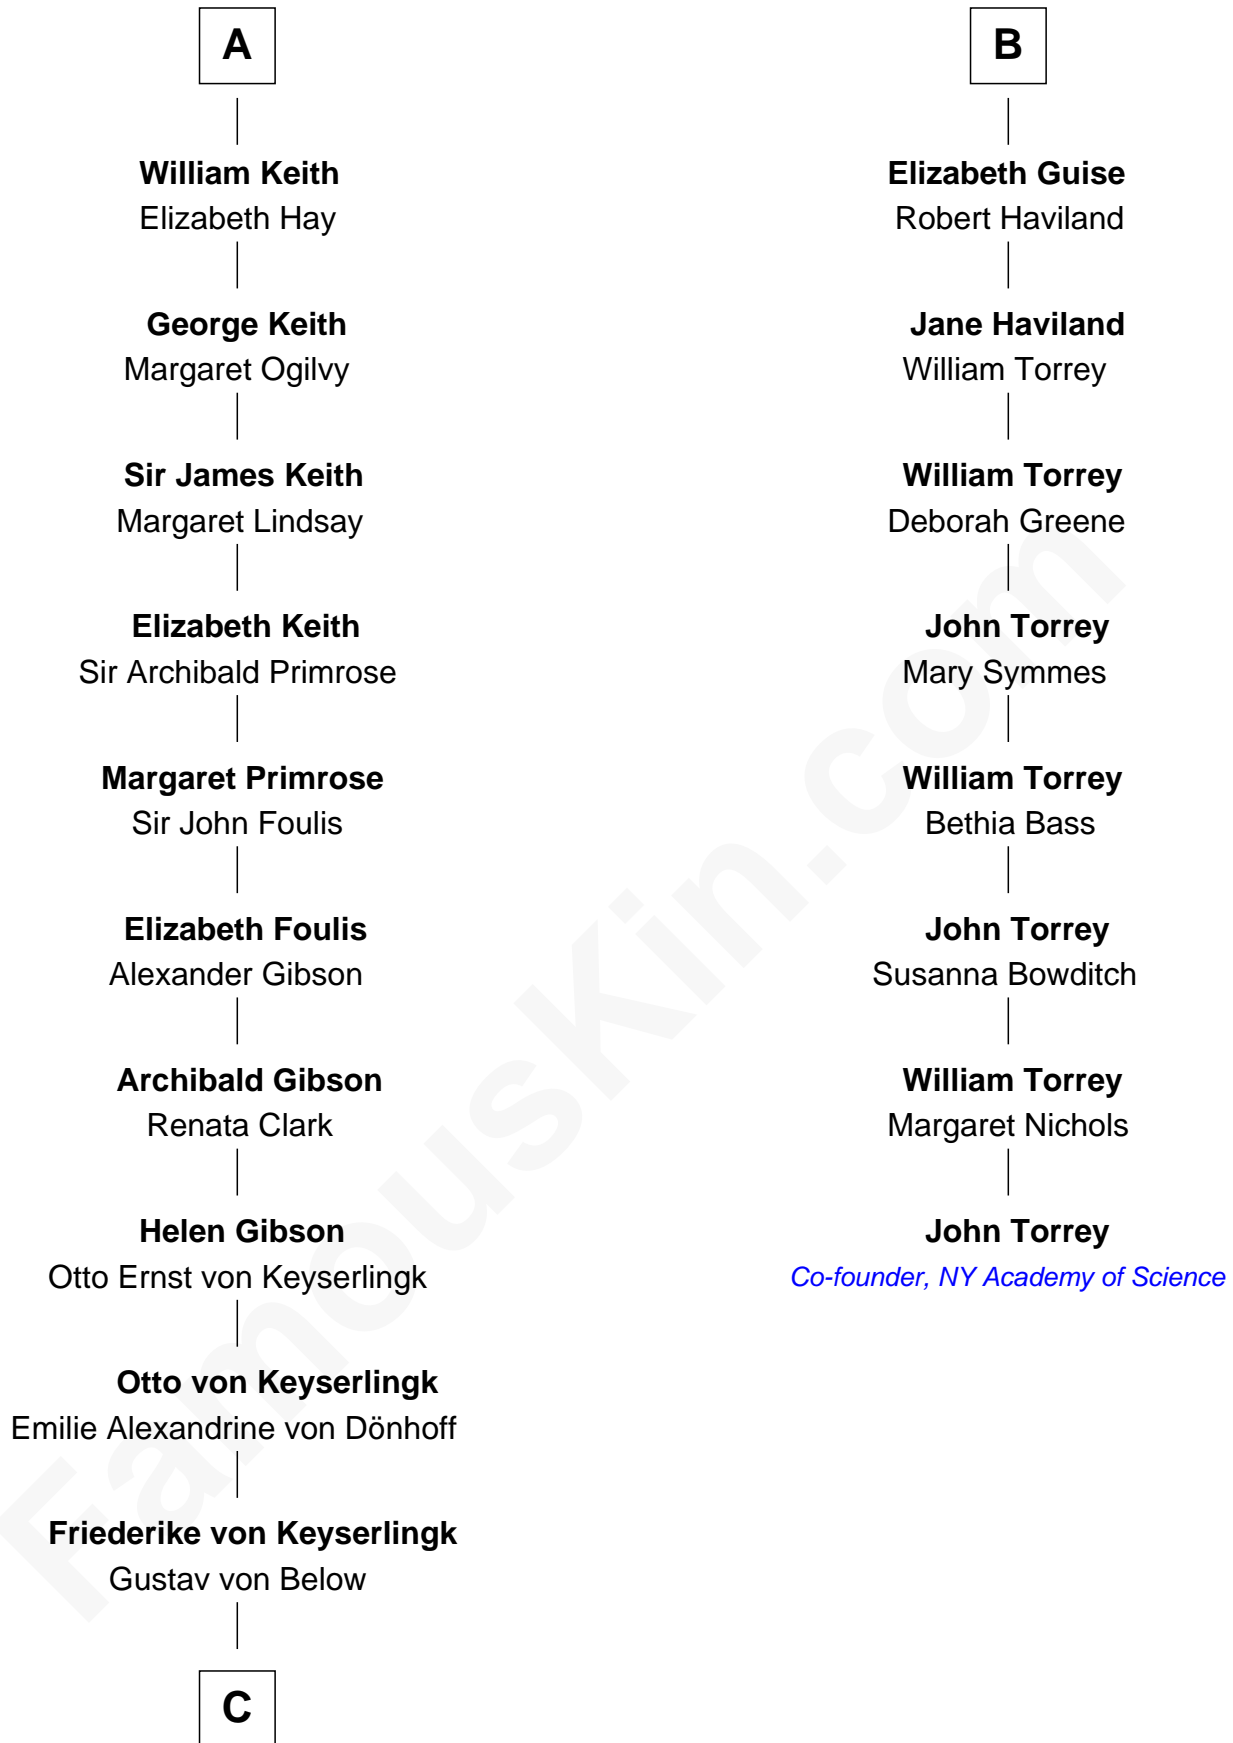 A
William Keith
Elizabeth Hay
George Keith
Margaret Ogilvy
Sir James Keith
Margaret Lindsay
Elizabeth Keith
Sir Archibald Primrose
Margaret Primrose
Sir John Foulis
Elizabeth Foulis
Alexander Gibson
Archibald Gibson
Renata Clark
Helen Gibson
Otto Ernst von Keyserlingk
Otto von Keyserlingk
Emilie Alexandrine von Dönhoff
Friederike von Keyserlingk
Gustav von Below
C
B
Elizabeth Guise
Robert Haviland
Jane Haviland
William Torrey
William Torrey
Deborah Greene
John Torrey
Mary Symmes
William Torrey
Bethia Bass
John Torrey
Susanna Bowditch
William Torrey
Margaret Nichols
John Torrey
Co-founder, NY Academy of Science
FamousKin.com